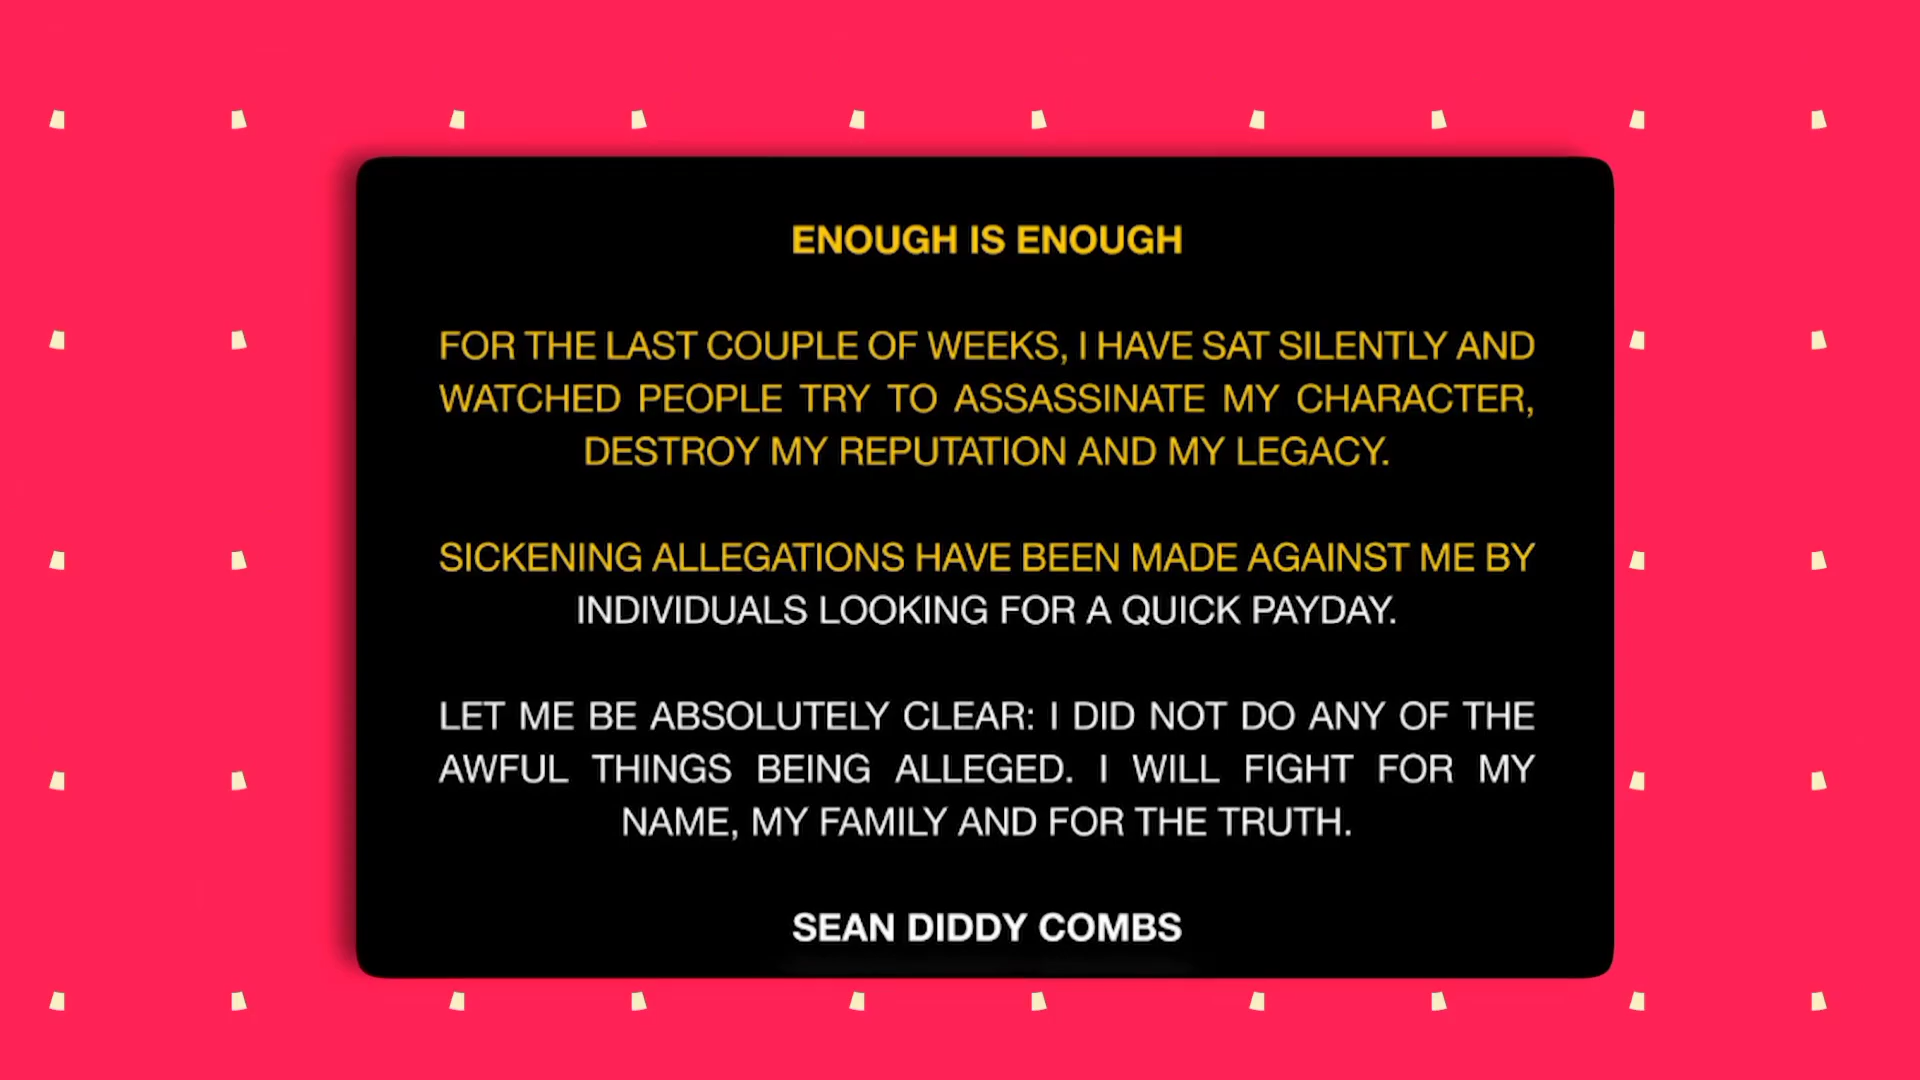 ENOUGH IS ENOUGH
FOR THE LAST COUPLE OF WEEKS, I HAVE SAT SILENTLY AND
WATCHED PEOPLE TRY TO ASSASSINATE MY CHARACTER,
DESTROY MY REPUTATION AND MY LEGACY.
SICKENING ALLEGATIONS HAVE BEEN MADE AGAINST ME BY
INDIVIDUALS LOOKING FOR A QUICK PAYDAY.
LET ME BE ABSOLUTELY CLEAR: I DID NOT DO ANY OF THE
AWFUL THINGS BEING ALLEGED. I WILL FIGHT FOR MY
NAME, MY FAMILY AND FOR THE TRUTH.
SEAN DIDDY COMBS